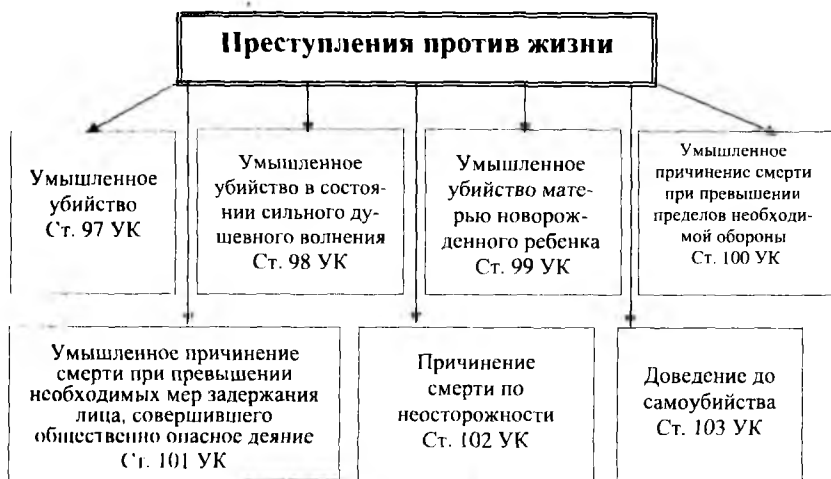 Преступления против жизни
Умышленное
убийство
Ст. 97 УК
Умышленное
убийство в состоя-
нии сильного ду-
шевного волнения
Ст. 98 УК
Умышленное
убийство мате-
рью новорож-
денного ребенка
Ст. 99 УК
Умышленное
причинение смерти
при превышении
пределов необходи-
мой обороны
Ст. 100 УК
Умышленное причинение
смерти при превышении
необходимых мер задержания
лица, совершившего
общественно опасное деяние
Ст. 101 УК
Причинение
смерти по
неосторожности
Ст. 102 УК
Доведение до
самоубийства
Ст. 103 УК